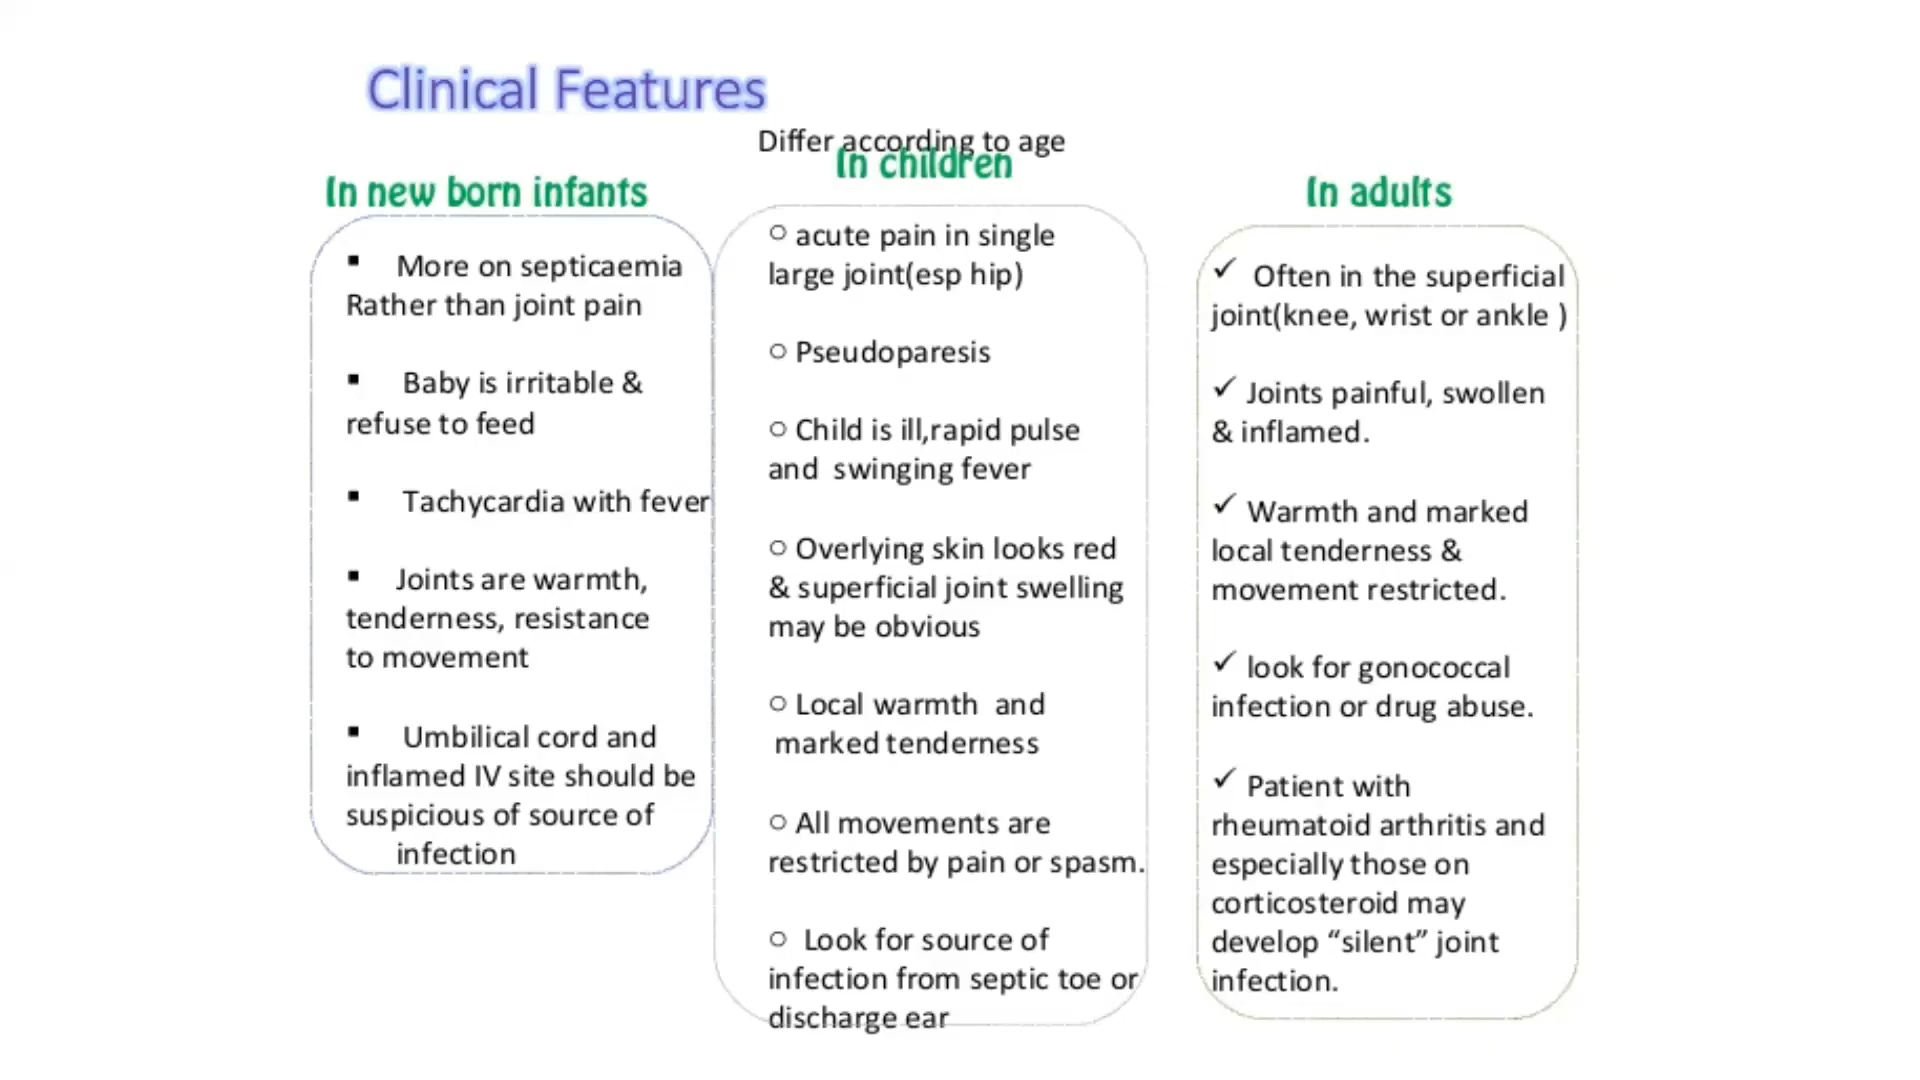 Clinical Features
Differ according to age
In new born infants
▪ More on septicaemia
Rather than joint pain
▪ Baby is irritable &
refuse to feed
▪ Tachycardia with fever
▪ Joints are warmth,
tenderness, resistance
to movement
▪ Umbilical cord and
inflamed IV site should be
suspicious of source of
infection
In children
○ acute pain in single
large joint(esp hip)
○ Pseudoparesis
○ Child is ill,rapid pulse
and swinging fever
○ Overlying skin looks red
& superficial joint swelling
may be obvious
○ Local warmth and
marked tenderness
○ All movements are
restricted by pain or spasm.
○ Look for source of
infection from septic toe or
discharge ear
In adults
✓ Often in the superficial
joint(knee, wrist or ankle )
✓ Joints painful, swollen
& inflamed.
✓ Warmth and marked
local tenderness &
movement restricted.
✓ look for gonococcal
infection or drug abuse.
✓ Patient with
rheumatoid arthritis and
especially those on
corticosteroid may
develop “silent” joint
infection.